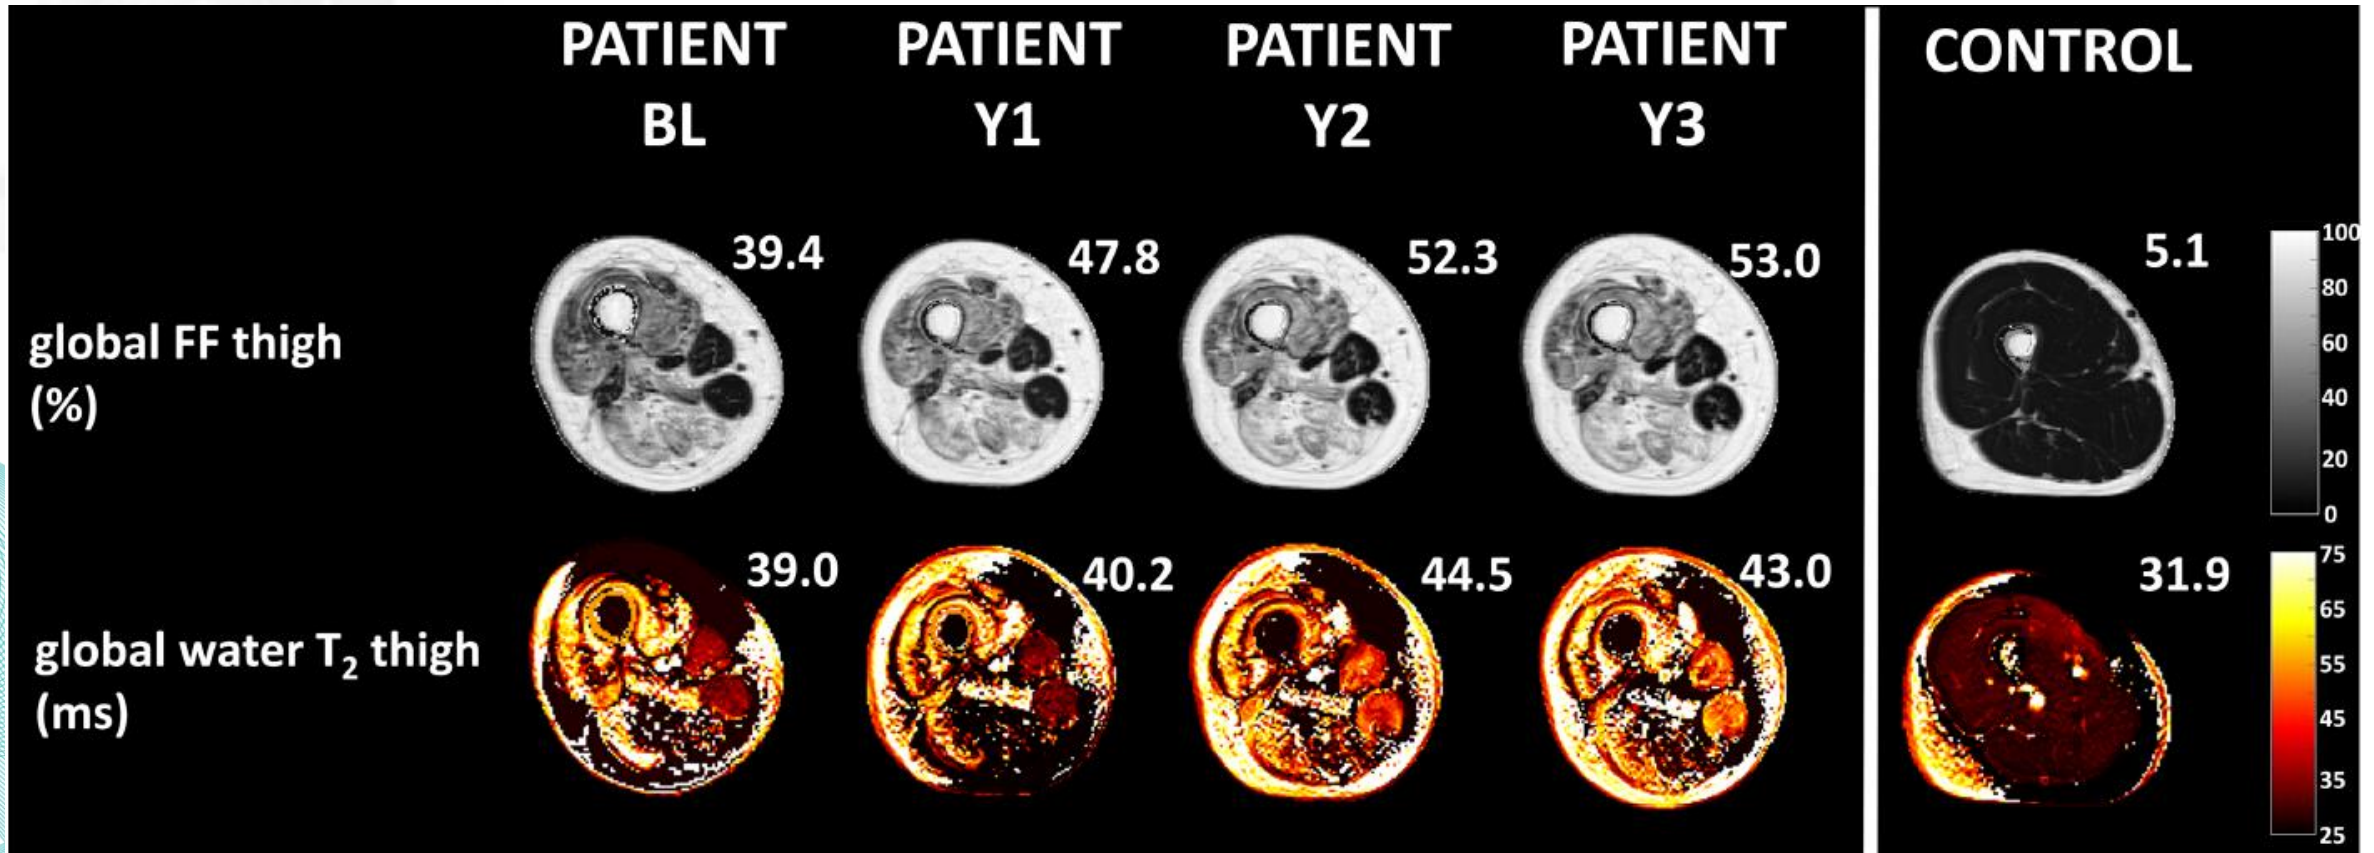 PATIENT PATIENT PATIENT PATIENT CONTROL
BL Y1 Y2 Y3
39.4 47.8 52.3 53.0 5.1
global FF thigh
(%)
100
80
60
40
20
0
39.0 40.2 44.5 43.0 31.9
global water T₂ thigh
(ms)
75
65
55
45
35
25